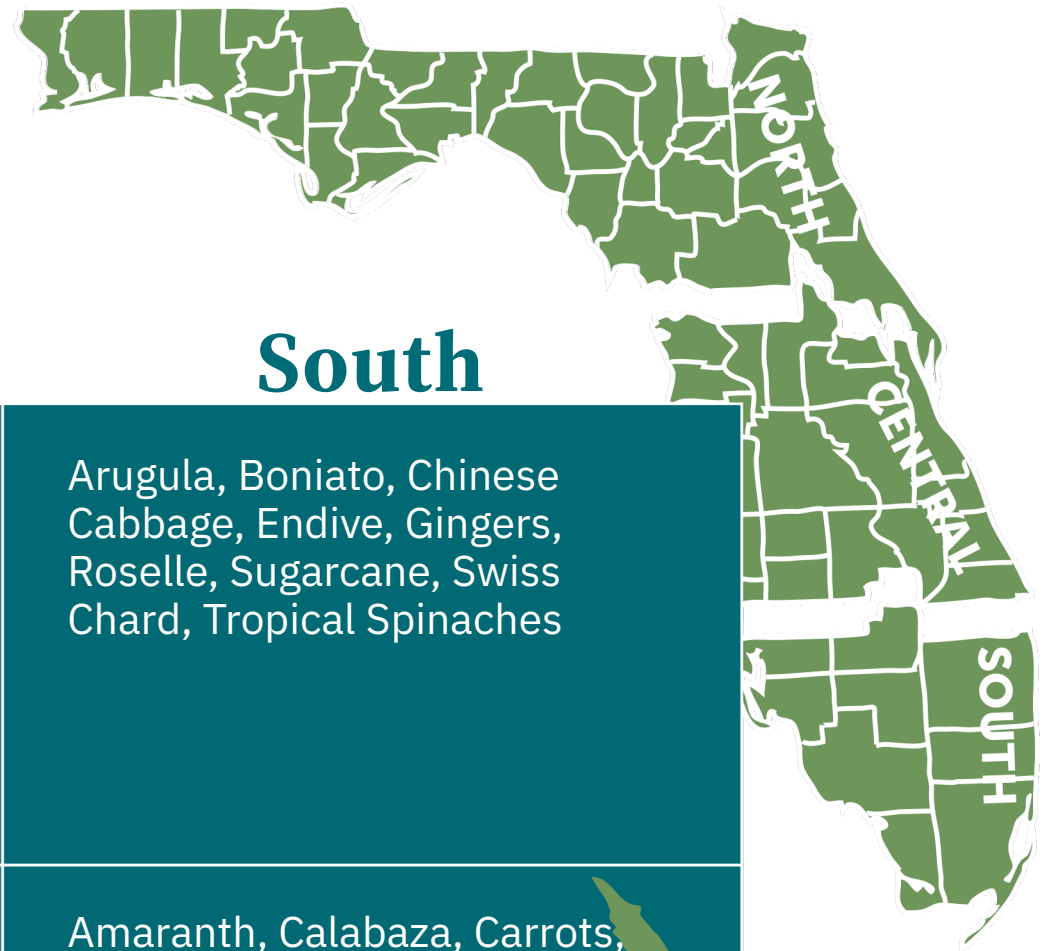 NORTH
South
CENTRAL
Arugula, Boniato, Chinese
Cabbage, Endive, Gingers,
Roselle, Sugarcane, Swiss
Chard, Tropical Spinaches
SOUTH
Amaranth, Calabaza, Carrots,